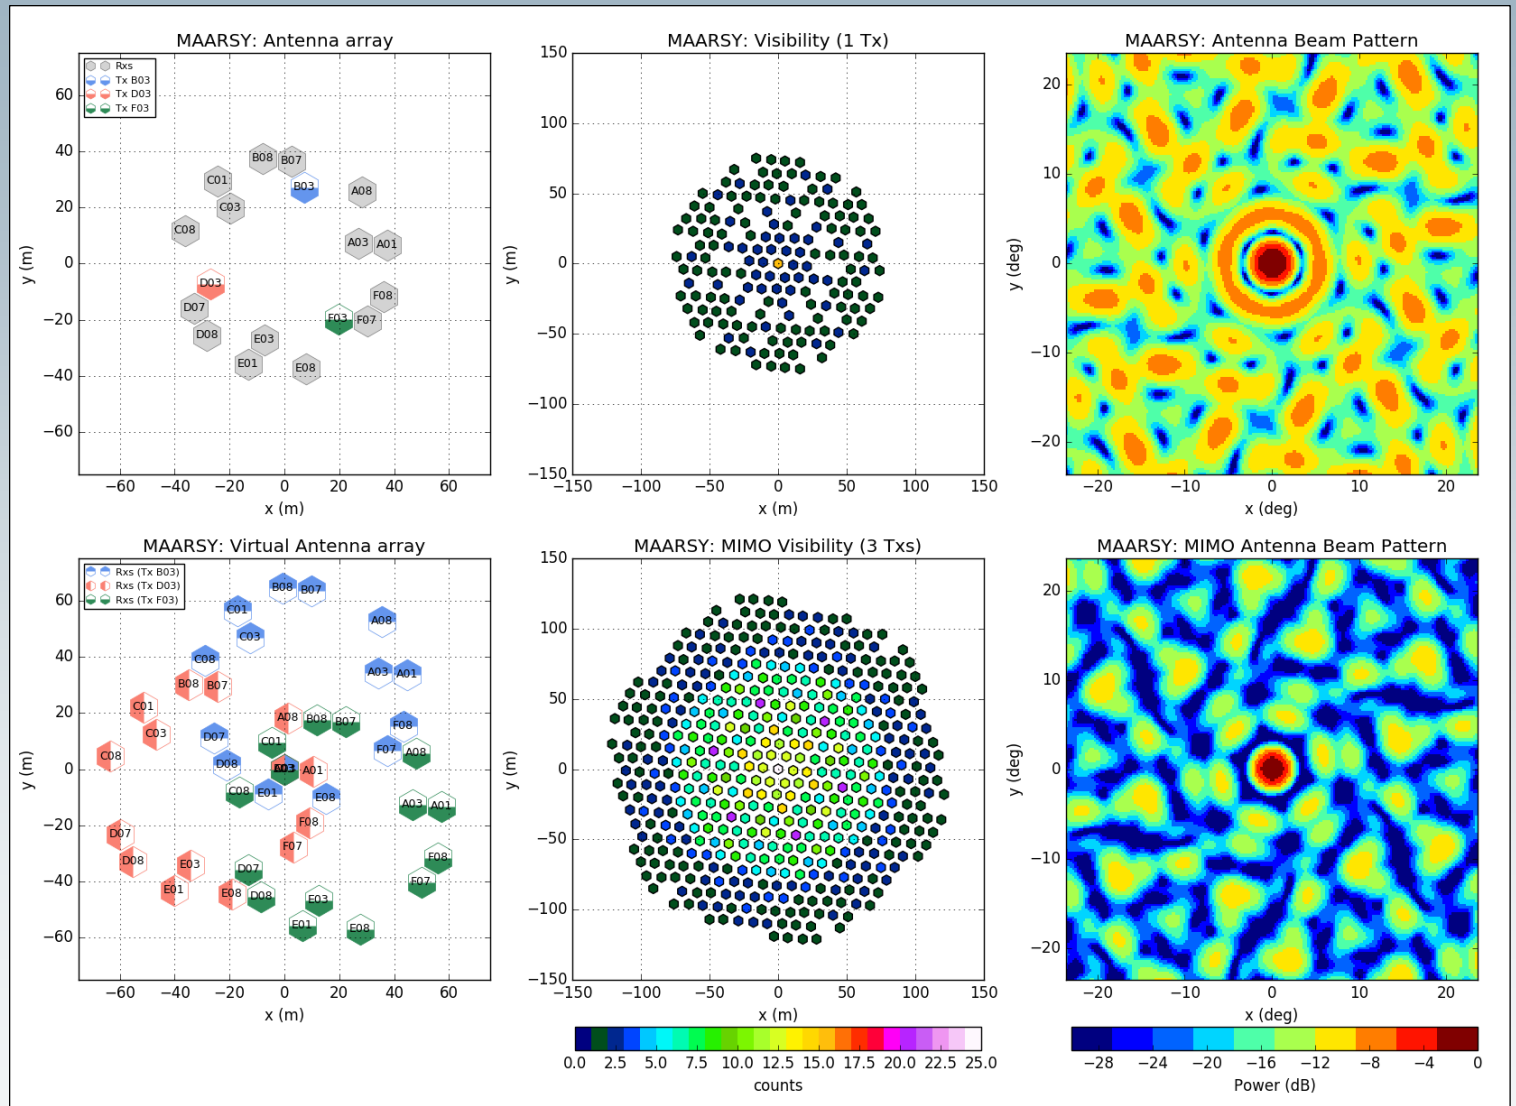 MAARSY: Antenna array
Rxs
Tx B03
Tx D03
Tx F03
60
40
20
0
−20
−40
−60
y (m)
B08
B07
C01
B03
A08
C03
C08
A03
A01
D03
D07
F08
F03
F07
D08
E03
E01
E08
−60
−40
−20
0
20
40
60
x (m)
MAARSY: Visibility (1 Tx)
150
100
50
0
−50
−100
−150
y (m)
−150
−100
−50
0
50
100
150
x (m)
MAARSY: Antenna Beam Pattern
20
10
0
−10
−20
y (deg)
−20
−10
0
10
20
x (deg)
MAARSY: Virtual Antenna array
Rxs (Tx B03)
Rxs (Tx D03)
Rxs (Tx F03)
60
40
20
0
−20
−40
−60
y (m)
B08
B07
C01
A08
C03
C08
A03
A01
B08
B07
C01
A08
B08
B07
F08
C03
D07
C01
F07
A08
C08
D08
A01
C08
E01
E08
A03
A01
F08
D07
F07
D08
E03
D07
F08
F07
E01
E08
D08
E03
E01
E08
−60
−40
−20
0
20
40
60
x (m)
MAARSY: MIMO Visibility (3 Txs)
150
100
50
0
−50
−100
−150
y (m)
−150
−100
−50
0
50
100
150
x (m)
0.0
2.5
5.0
7.5
10.0
12.5
15.0
17.5
20.0
22.5
25.0
counts
MAARSY: MIMO Antenna Beam Pattern
20
10
0
−10
−20
y (deg)
−20
−10
0
10
20
x (deg)
−28
−24
−20
−16
−12
−8
−4
0
Power (dB)